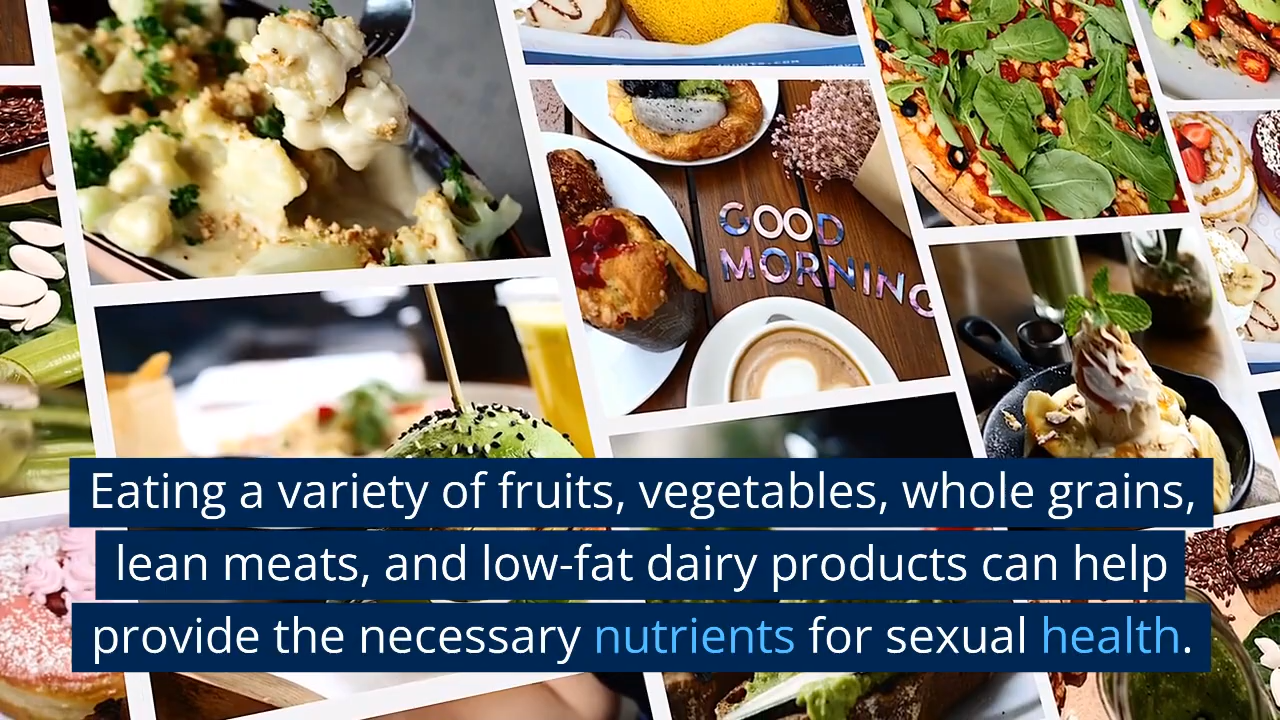 GOOD
MORNING
Eating a variety of fruits, vegetables, whole grains,
lean meats, and low-fat dairy products can help
provide the necessary nutrients for sexual health.